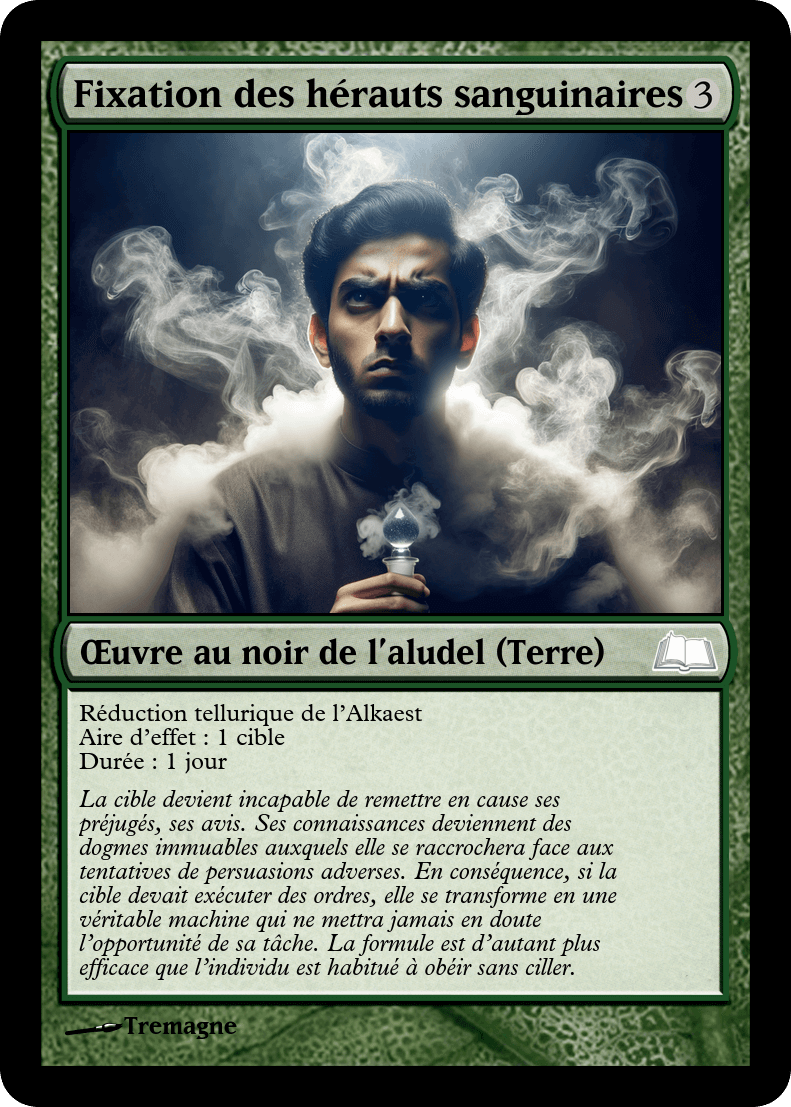 Fixation des hérauts sanguinaires 3
Œuvre au noir de l'aludel (Terre)
Réduction tellurique de l'Alkaest
Aire d'effet : 1 cible
Durée : 1 jour
La cible devient incapable de remettre en cause ses
préjugés, ses avis. Ses connaissances deviennent des
dogmes immuables auxquels elle se raccrochera face aux
tentatives de persuasions adverses. En conséquence, si la
cible devait exécuter des ordres, elle se transforme en une
véritable machine qui ne mettra jamais en doute
l'opportunité de sa tâche. La formule est d'autant plus
efficace que l'individu est habitué à obéir sans ciller.
Tremagne